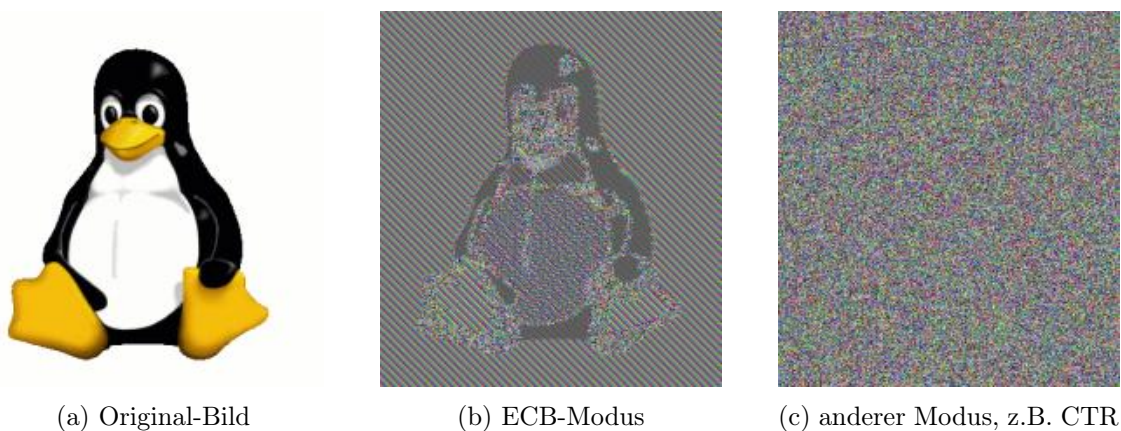 (a) Original-Bild
(b) ECB-Modus
(c) anderer Modus, z.B. CTR